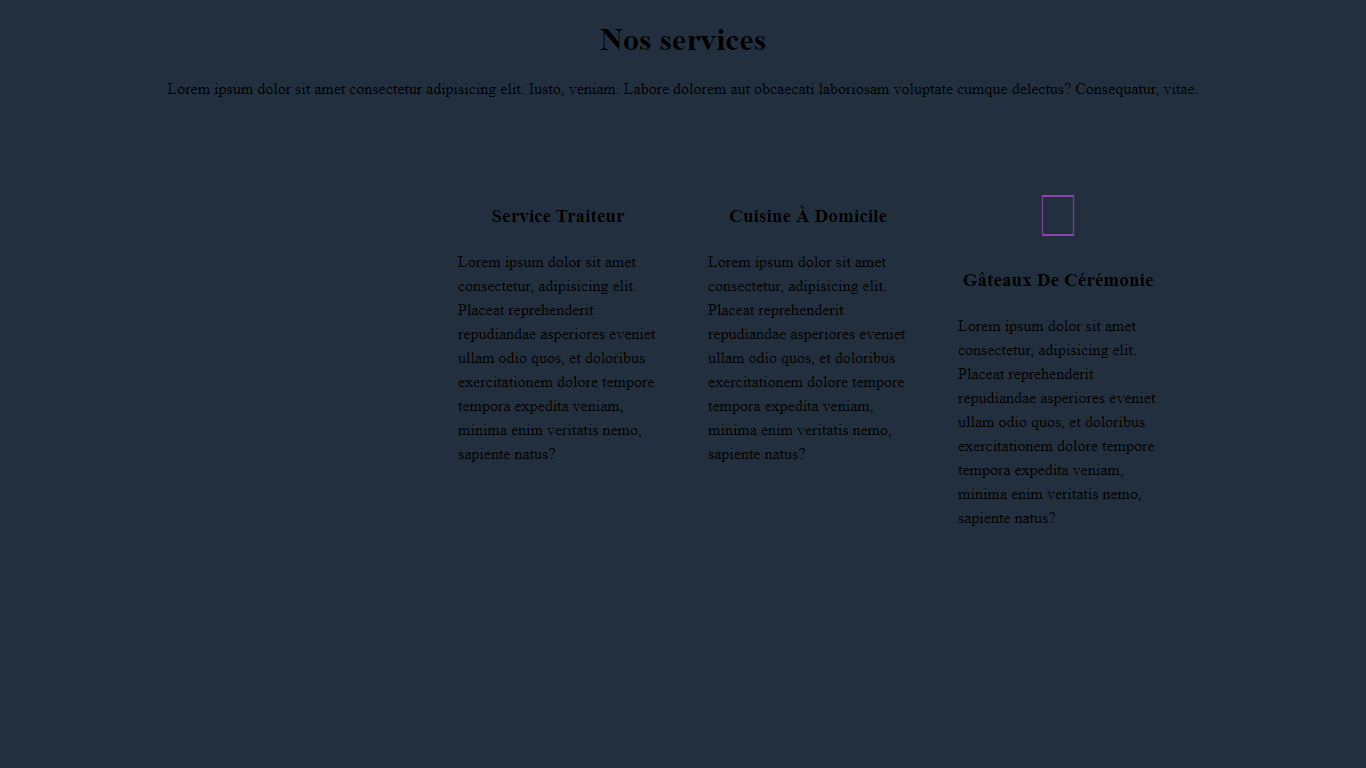 Nos services
Lorem ipsum dolor sit amet consectetur adipisicing elit. Iusto, veniam. Labore dolorem aut obcaecati laboriosam voluptate cumque delectus? Consequatur, vitae.
Service Traiteur
Lorem ipsum dolor sit amet
consectetur, adipisicing elit.
Placeat reprehenderit
repudiandae asperiores eveniet
ullam odio quos, et doloribus
exercitationem dolore tempore
tempora expedita veniam,
minima enim veritatis nemo,
sapiente natus?
Cuisine À Domicile
Lorem ipsum dolor sit amet
consectetur, adipisicing elit.
Placeat reprehenderit
repudiandae asperiores eveniet
ullam odio quos, et doloribus
exercitationem dolore tempore
tempora expedita veniam,
minima enim veritatis nemo,
sapiente natus?
Gâteaux De Cérémonie
Lorem ipsum dolor sit amet
consectetur, adipisicing elit.
Placeat reprehenderit
repudiandae asperiores eveniet
ullam odio quos, et doloribus
exercitationem dolore tempore
tempora expedita veniam,
minima enim veritatis nemo,
sapiente natus?